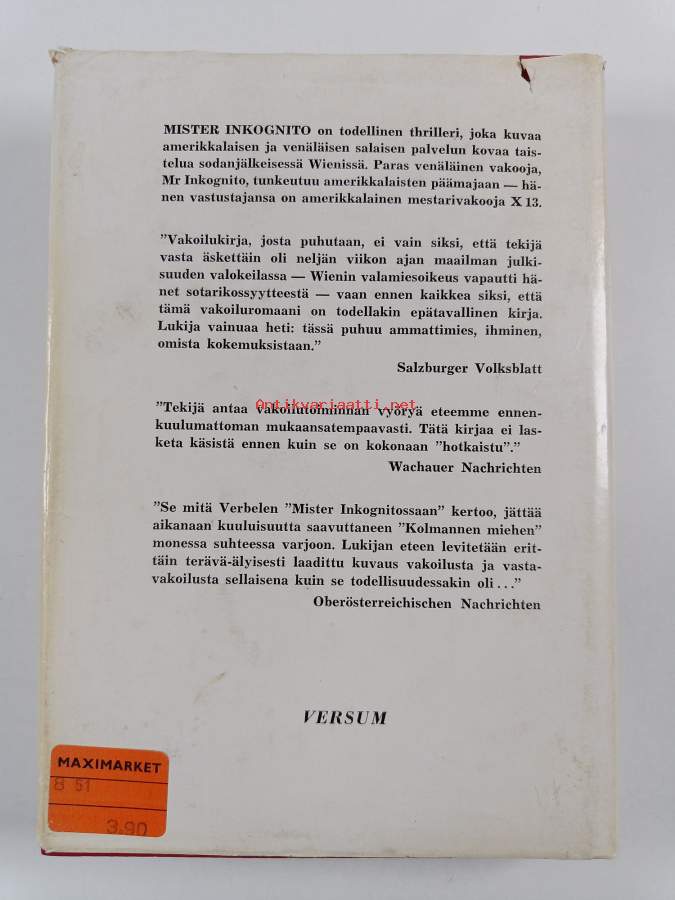 MISTER INKOGNITO on todellinen thrilleri, joka kuvaa
amerikkalaisen ja venäläisen salaisen palvelun kovaa tais-
telua sodanjälkeisessä Wienissä. Paras venäläinen vakooja,
Mr Inkognito, tunkeutuu amerikkalaisten päämajaan — hä-
nen vastustajansa on amerikkalainen mestarivakooja X 13.
”Vakoilukirja, josta puhutaan, ei vain siksi, että tekijä
vasta äskettäin oli neljän viikon ajan maailman julki-
suuden valokeilassa — Wienin valamiesoikeus vapautti hä-
net sotarikossyytteestä — vaan ennen kaikkea siksi, että
tämä vakoiluromaani on todellakin epätavallinen kirja.
Lukija vainuaa heti: tässä puhuu ammattimies, ihminen,
omista kokemuksistaan.”
Salzburger Volksblatt
Antikvariaatti.net
”Tekijä antaa vakoilutoiminnan vyöryä eteemme ennen-
kuulumattoman mukaansatempaavasti. Tätä kirjaa ei las-
keta käsistä ennen kuin se on kokonaan ”hotkaistu”.”
Wachauer Nachrichten
”Se mitä Verbelen ”Mister Inkognitossaan” kertoo, jättää
aikanaan kuuluisuutta saavuttaneen ”Kolmannen miehen”
monessa suhteessa varjoon. Lukijan eteen levitetään erit-
täin terävä-älyisesti laadittu kuvaus vakoilusta ja vasta-
vakoilusta sellaisena kuin se todellisuudessakin oli . . .”
Oberösterreichischen Nachrichten
VERSUM
MAXIMARKET
8 51
3.90